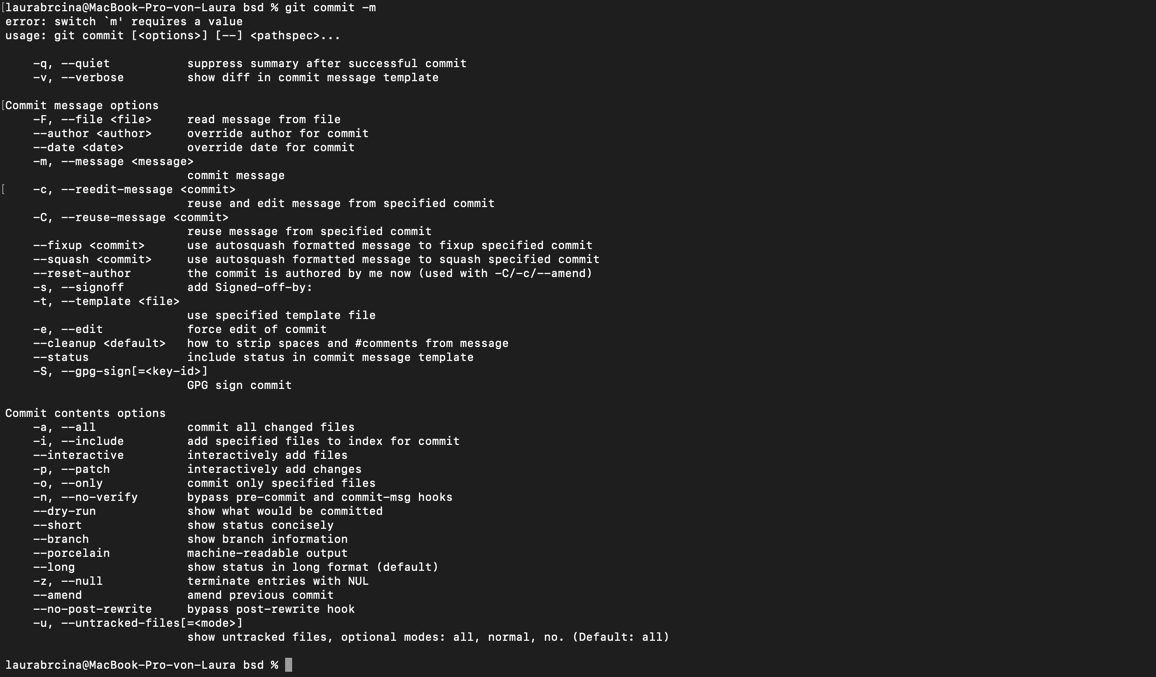 [laurabrcina@MacBook-Pro-von-Laura bsd % git commit -m
error: switch `m' requires a value
usage: git commit [<options>] [--] <pathspec>...

    -q, --quiet           suppress summary after successful commit
    -v, --verbose         show diff in commit message template

[Commit message options
    -F, --file <file>     read message from file
    --author <author>     override author for commit
    --date <date>         override date for commit
    -m, --message <message>
                          commit message
[    -c, --reedit-message <commit>
                          reuse and edit message from specified commit
    -C, --reuse-message <commit>
                          reuse message from specified commit
    --fixup <commit>      use autosquash formatted message to fixup specified commit
    --squash <commit>     use autosquash formatted message to squash specified commit
    --reset-author        the commit is authored by me now (used with -C/-c/--amend)
    -s, --signoff         add Signed-off-by:
    -t, --template <file>
                          use specified template file
    -e, --edit            force edit of commit
    --cleanup <default>   how to strip spaces and #comments from message
    --status              include status in commit message template
    -S, --gpg-sign[=<key-id>]
                          GPG sign commit

Commit contents options
    -a, --all             commit all changed files
    -i, --include         add specified files to index for commit
    --interactive         interactively add files
    -p, --patch           interactively add changes
    -o, --only            commit only specified files
    -n, --no-verify       bypass pre-commit and commit-msg hooks
    --dry-run             show what would be committed
    --short               show status concisely
    --branch              show branch information
    --porcelain           machine-readable output
    --long                show status in long format (default)
    -z, --null            terminate entries with NUL
    --amend               amend previous commit
    --no-post-rewrite     bypass post-rewrite hook
    -u, --untracked-files[=<mode>]
                          show untracked files, optional modes: all, normal, no. (Default: all)

laurabrcina@MacBook-Pro-von-Laura bsd %